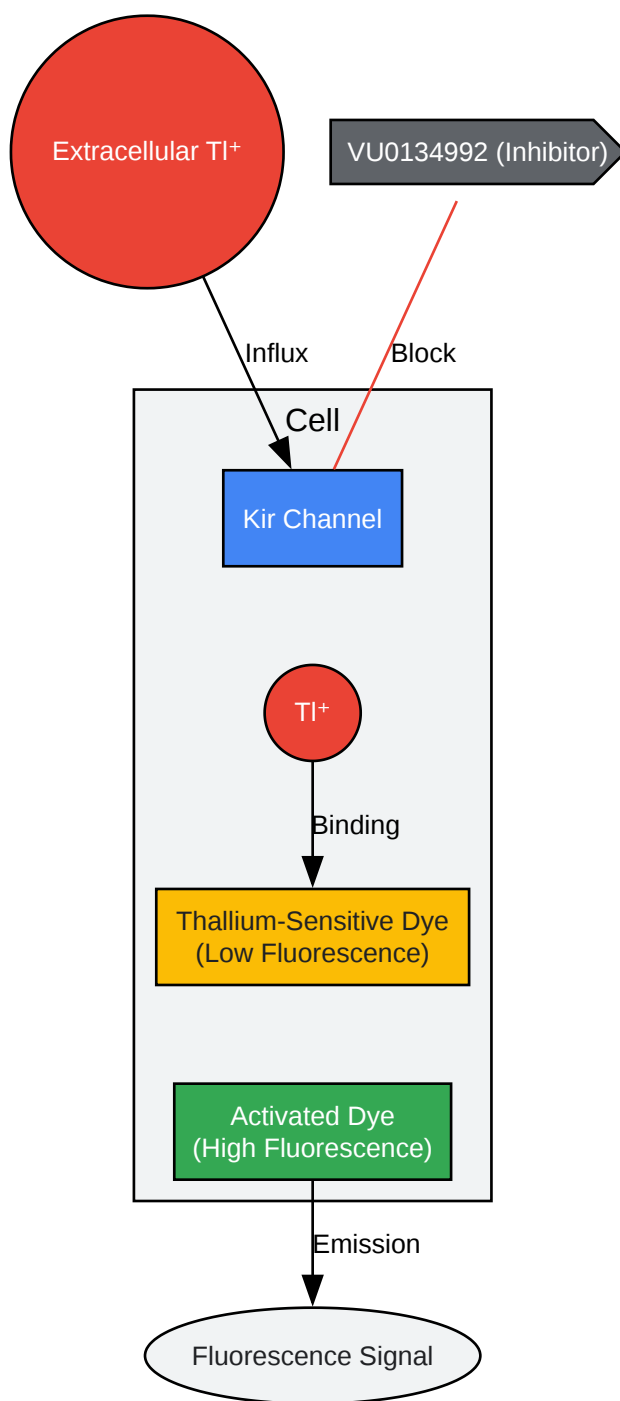 Extracellular Tl⁺
VU0134992 (Inhibitor)
Influx
Block
Cell
Kir Channel
Tl⁺
Binding
Thallium-Sensitive Dye
(Low Fluorescence)
Activated Dye
(High Fluorescence)
Emission
Fluorescence Signal